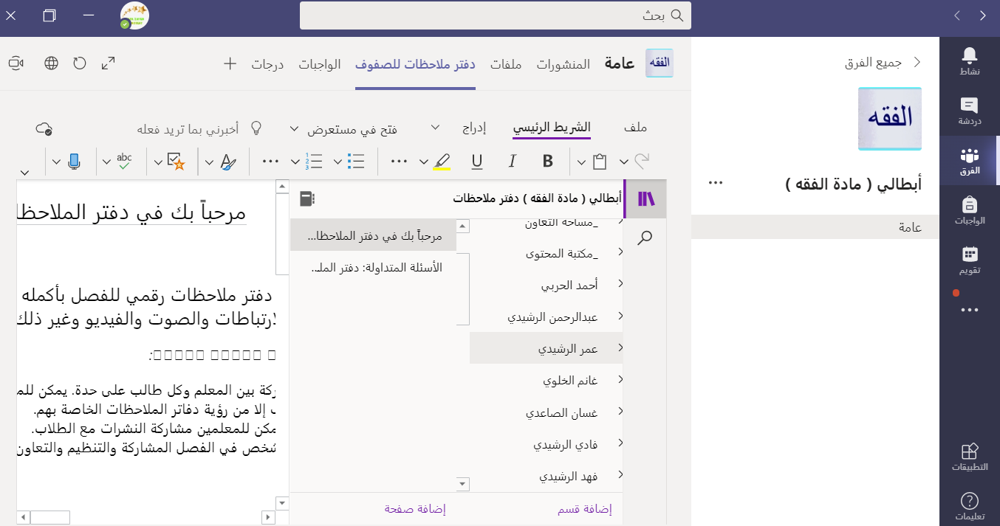 بحث
نشاط
دردشة
الفرق
الواجبات
تقويم
التطبيقات
تعليمات
جميع الفرق
الفقه
أبطالي ( مادة الفقه )
عامة
الفقه
عامة
المنشورات
ملفات
دفتر ملاحظات للصفوف
الواجبات
درجات
ملف
الشريط الرئيسي
إدراج
فتح في مستعرض
أخبرني بما تريد فعله
B I U
abc
أبطالي ( مادة الفقه ) دفتر ملاحظات
_مساحة التعاون
_مكتبة المحتوى
أحمد الحربي
عبدالرحمن الرشيدي
عمر الرشيدي
غانم الخلوي
غسان الصاعدي
فادي الرشيدي
فهد الرشيدي
إضافة قسم
مرحباً بك في دفتر الملاحظا...
الأسئلة المتداولة: دفتر المل...
إضافة صفحة
مرحباً بك في دفتر الملاحظا
دفتر ملاحظات رقمي للفصل بأكمله
لارتباطات والصوت والفيديو وغير ذلك
ركة بين المعلم وكل طالب على حدة. يمكن للم
إلا من رؤية دفاتر الملاحظات الخاصة بهم.
مكن للمعلمين مشاركة النشرات مع الطلاب.
شخص في الفصل المشاركة والتنظيم والتعاون